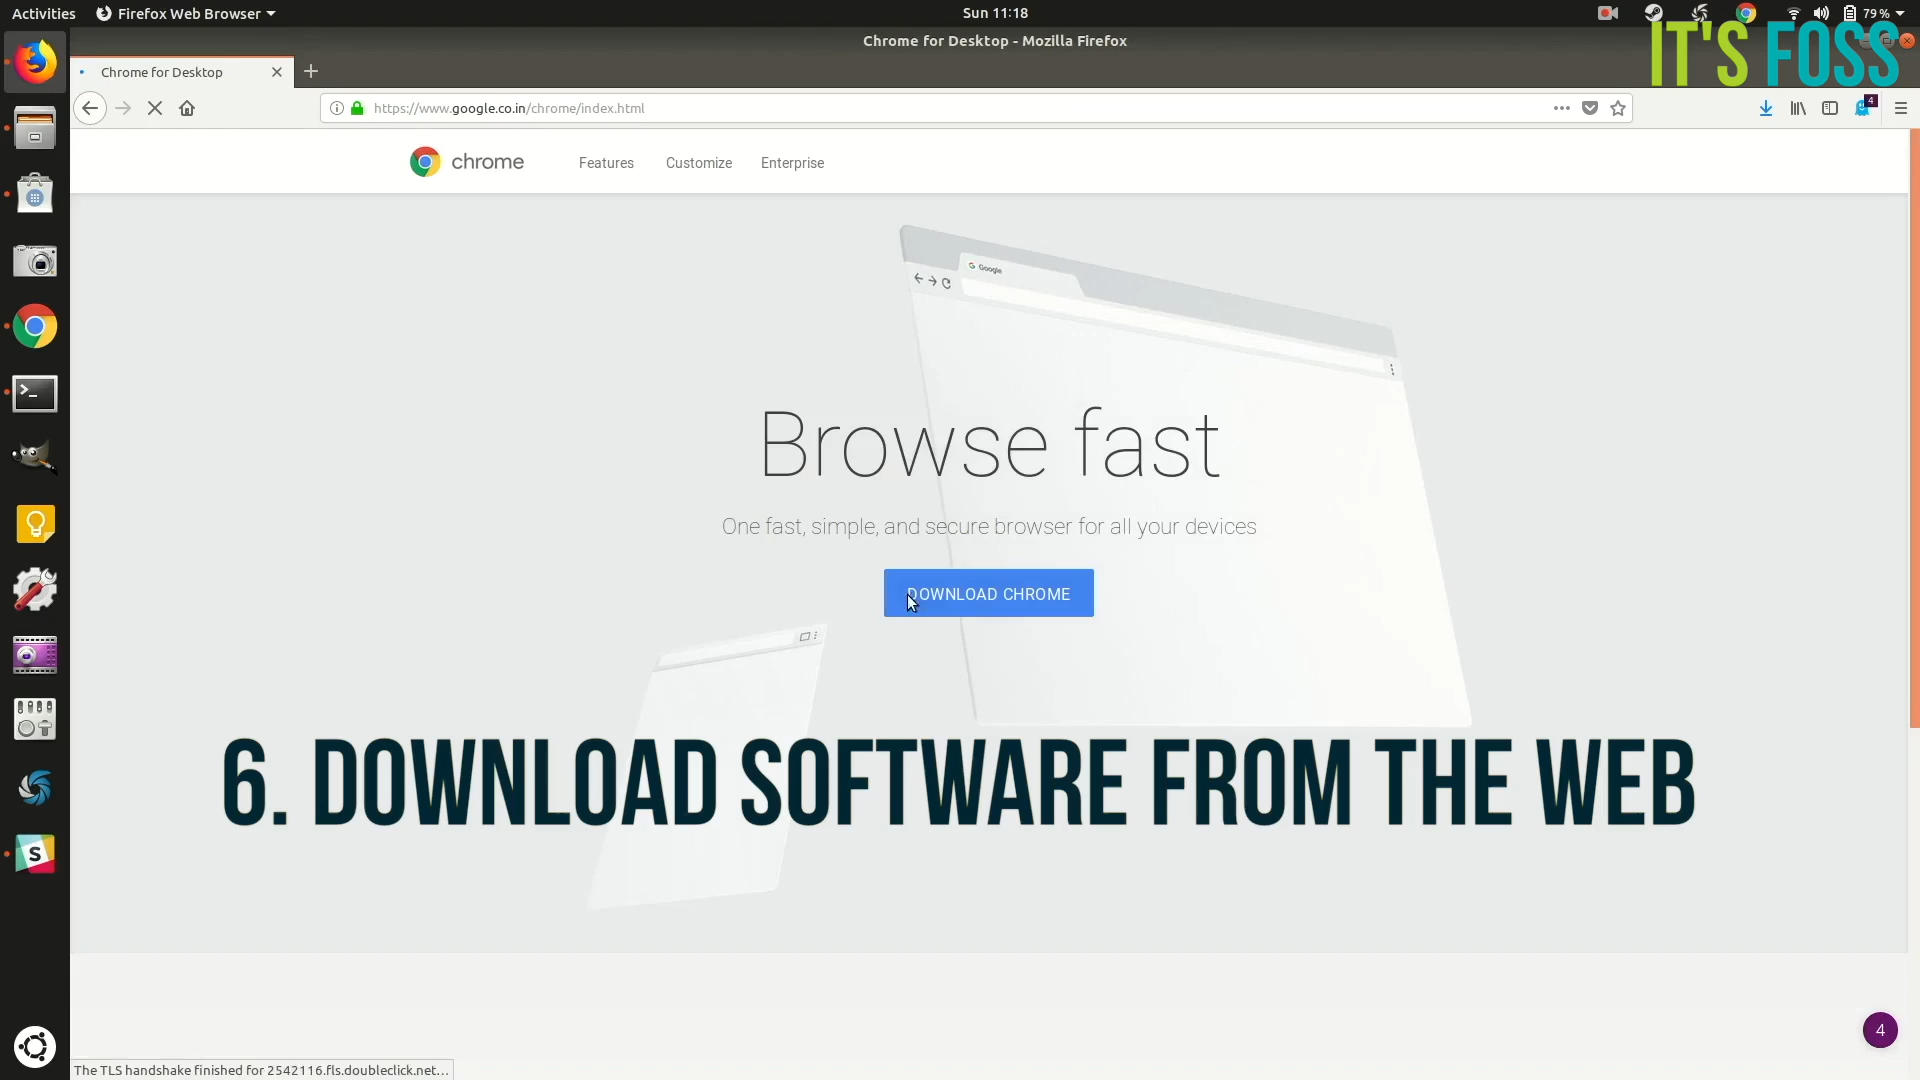 Activities Firefox Web Browser Sun 11:18 79 %
Chrome for Desktop - Mozilla Firefox
IT'S FOSS
Chrome for Desktop
https://www.google.co.in/chrome/index.html
4
chrome Features Customize Enterprise
Google
Browse fast
One fast, simple, and secure browser for all your devices
DOWNLOAD CHROME
6. DOWNLOAD SOFTWARE FROM THE WEB
S
4
The TLS handshake finished for 2542116.fls.doubleclick.net…